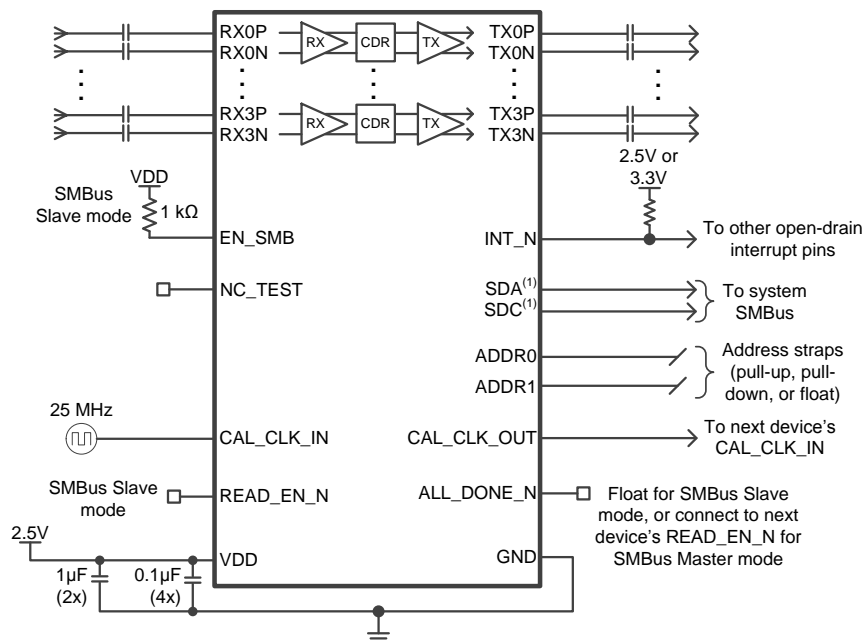 RX0P
RX0N
RX
CDR
TX
TX0P
TX0N
RX3P
RX3N
RX
CDR
TX
TX3P
TX3N
2.5V or
3.3V
VDD
SMBus
Slave mode
1 kΩ
EN_SMB
INT_N
To other open-drain
interrupt pins
NC_TEST
SDA(1)
SDC(1)
To system
SMBus
ADDR0
ADDR1
Address straps
(pull-up, pull-
down, or float)
25 MHz
CAL_CLK_IN
CAL_CLK_OUT
To next device's
CAL_CLK_IN
SMBus Slave
mode
READ_EN_N
ALL_DONE_N
Float for SMBus Slave
mode, or connect to next
device's READ_EN_N for
SMBus Master mode
2.5V
VDD
GND
1μF
(2x)
0.1μF
(4x)